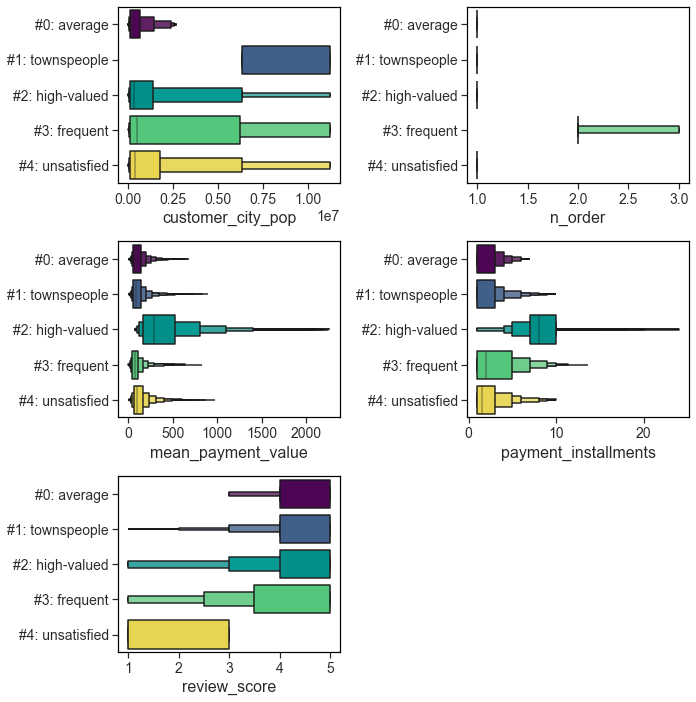 #0: average
#1: townspeople
#2: high-valued
#3: frequent
#4: unsatisfied
0.00 0.25 0.50 0.75 1.00
1e7
customer_city_pop
#0: average
#1: townspeople
#2: high-valued
#3: frequent
#4: unsatisfied
1.0 1.5 2.0 2.5 3.0
n_order
#0: average
#1: townspeople
#2: high-valued
#3: frequent
#4: unsatisfied
0 500 1000 1500 2000
mean_payment_value
#0: average
#1: townspeople
#2: high-valued
#3: frequent
#4: unsatisfied
0 10 20
payment_installments
#0: average
#1: townspeople
#2: high-valued
#3: frequent
#4: unsatisfied
1 2 3 4 5
review_score